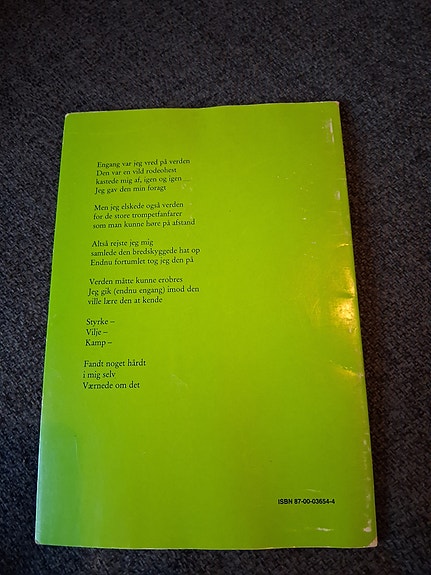 Engang var jeg vred på verden
Den var en vild rodeohest
kastede mig af, igen og igen ...
Jeg gav den min foragt
Men jeg elskede også verden
for de store trompetfanfarer
som man kunne høre på afstand
Altså rejste jeg mig
samlede den bredskyggede hat op
Endnu fortumlet tog jeg den på
Verden måtte kunne erobres
Jeg gik (endnu engang) imod den
ville lære den at kende
Styrke –
Vilje –
Kamp –
Fandt noget hårdt
i mig selv
Værnede om det
ISBN 87-00-03654-4